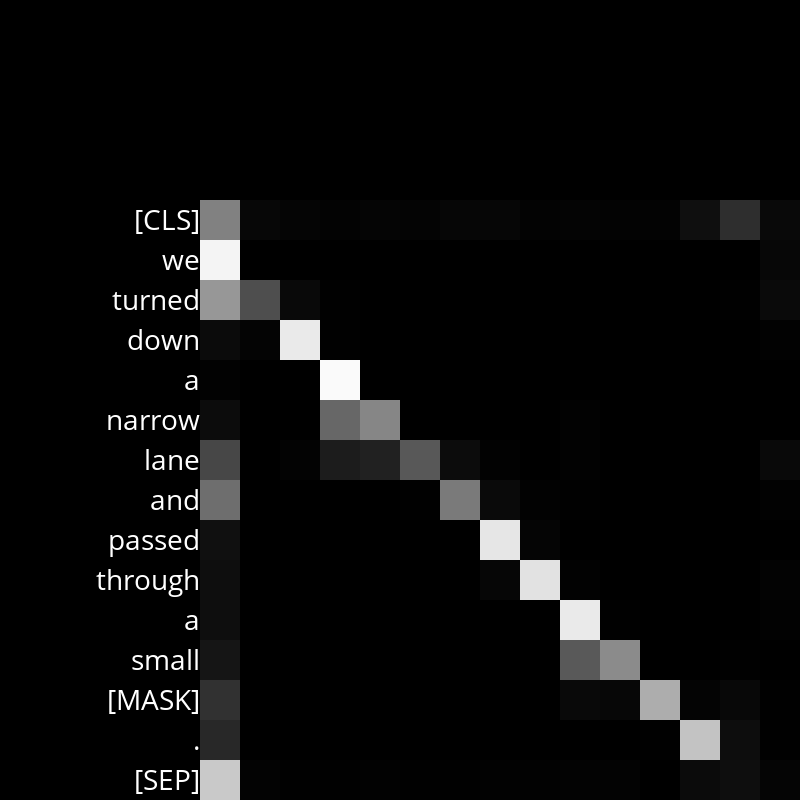 [CLS]
we
turned
down
a
narrow
lane
and
passed
through
a
small
[MASK]
.
[SEP]